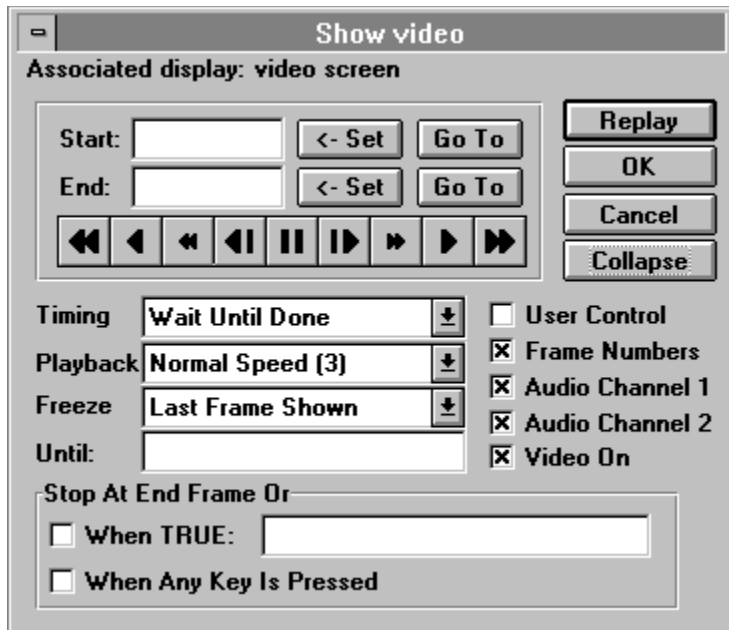 Show video
Associated display: video screen
Start:
<- Set
Go To
End:
<- Set
Go To
Replay
OK
Cancel
Collapse
Timing
Wait Until Done
Playback
Normal Speed (3)
Freeze
Last Frame Shown
Until:
User Control
Frame Numbers
Audio Channel 1
Audio Channel 2
Video On
Stop At End Frame Or
When TRUE:
When Any Key Is Pressed